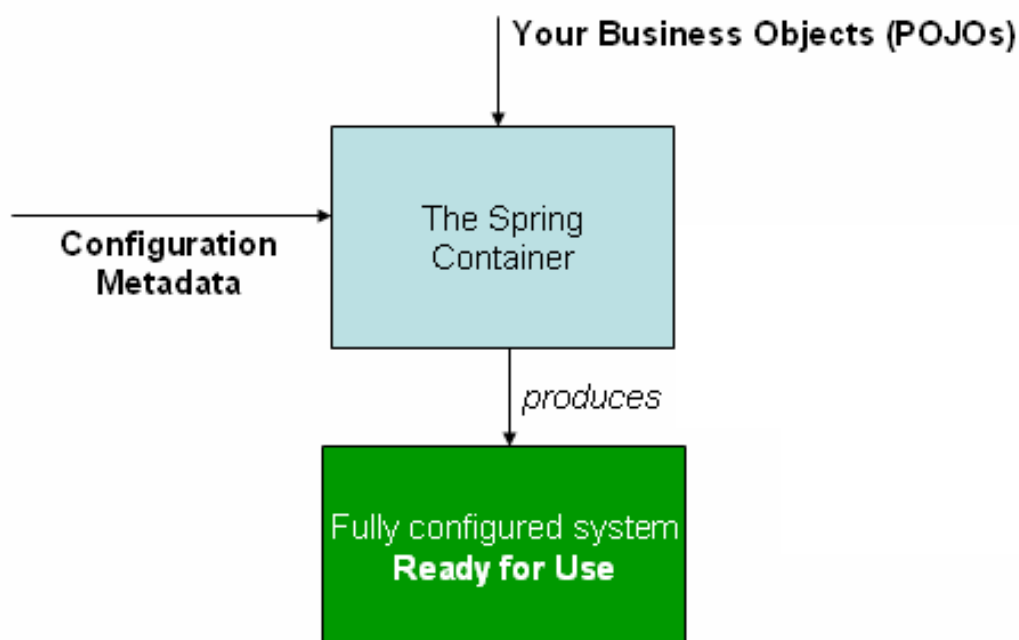 Your Business Objects (POJOs)
The Spring
Container
Configuration
Metadata
produces
Fully configured system
Ready for Use